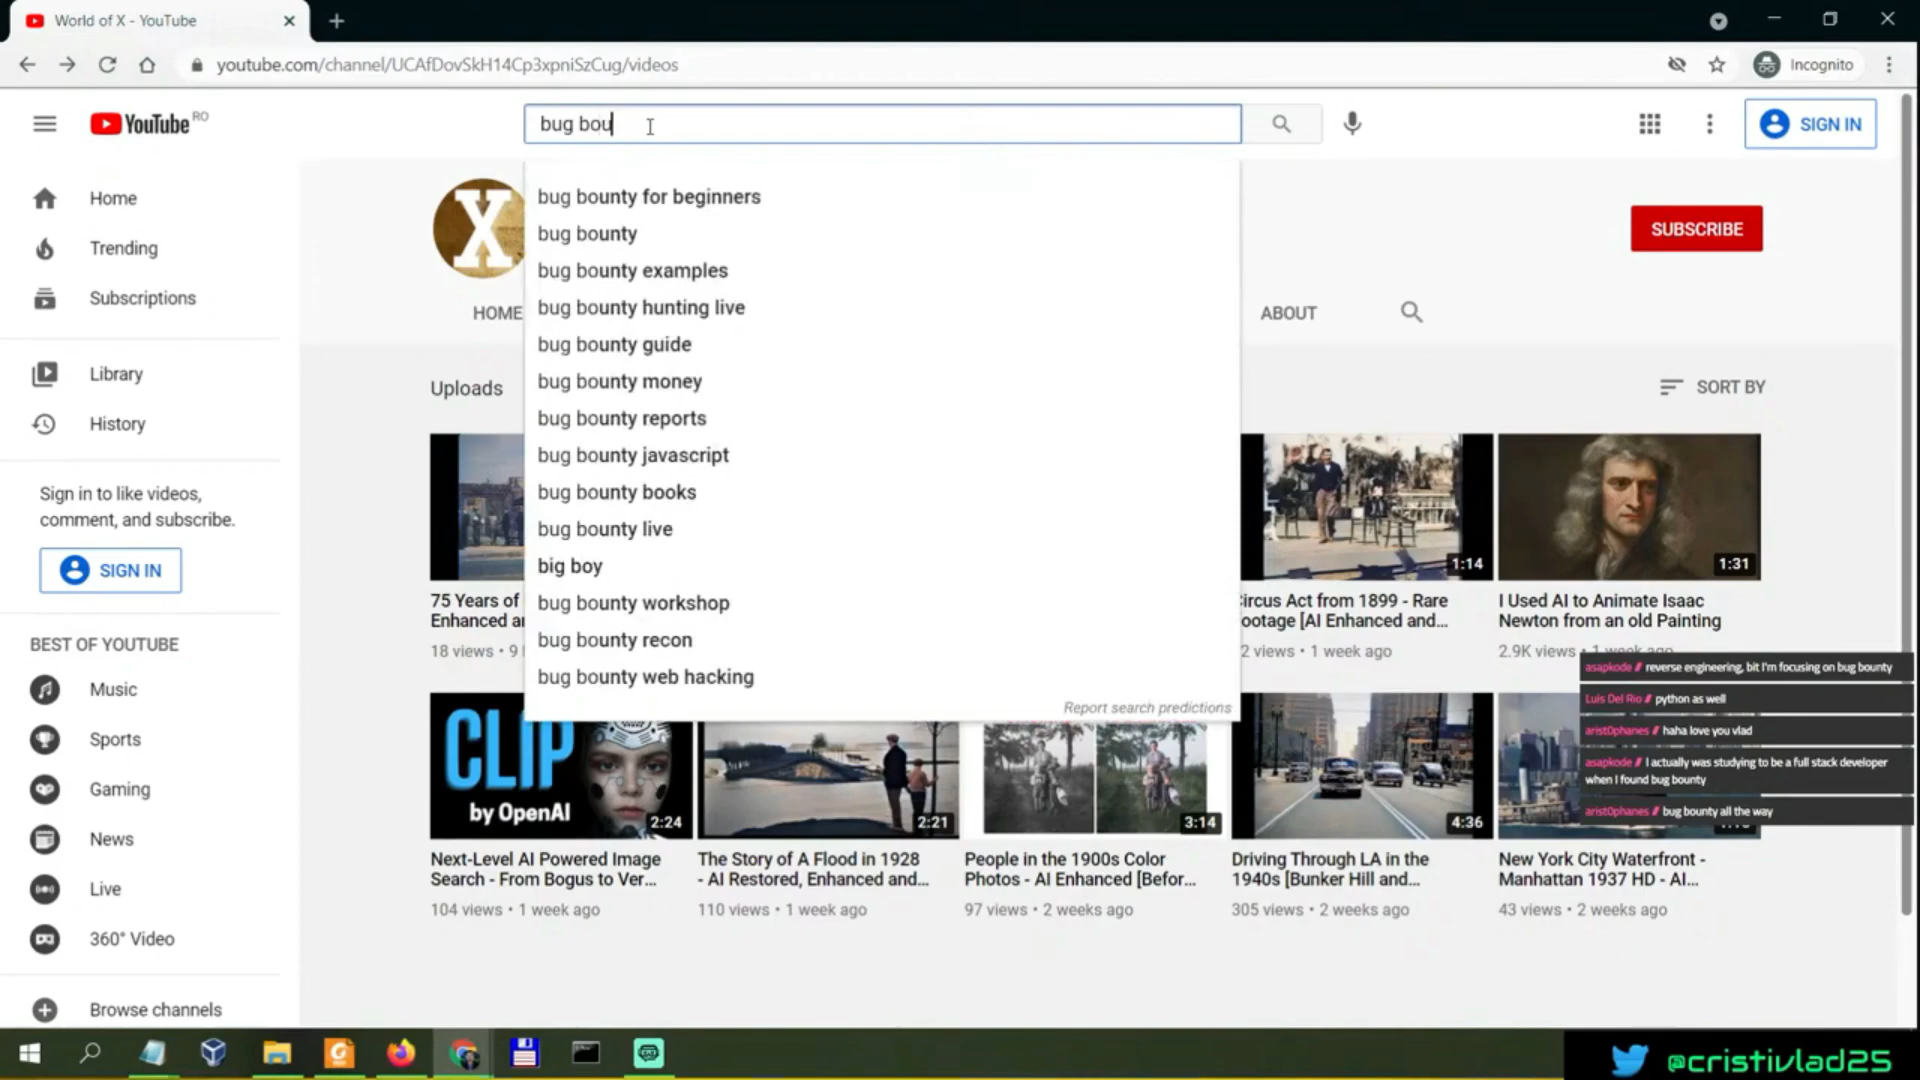 World of X - YouTube
youtube.com/channel/UCAfDovSkH14Cp3xpniSzCug/videos
Incognito
YouTube RO
bug bou
SIGN IN
Home
Trending
Subscriptions
Library
History
Sign in to like videos,
comment, and subscribe.
SIGN IN
BEST OF YOUTUBE
Music
Sports
Gaming
News
Live
360° Video
Browse channels
X
SUBSCRIBE
HOME
ABOUT
Uploads
SORT BY
bug bounty for beginners
bug bounty
bug bounty examples
bug bounty hunting live
bug bounty guide
bug bounty money
bug bounty reports
bug bounty javascript
bug bounty books
bug bounty live
big boy
bug bounty workshop
bug bounty recon
bug bounty web hacking
Report search predictions
75 Years of
Enhanced
18 views • 9
1:14
Circus Act from 1899 - Rare
ootage [AI Enhanced and...
2 views • 1 week ago
1:31
I Used AI to Animate Isaac
Newton from an old Painting
2.9K views • 1 week ago
asapkode // reverse engineering, bit I'm focusing on bug bounty
Luis Del Rio // python as well
arist0phanes // haha love you vlad
asapkode // I actually was studying to be a full stack developer
when I found bug bounty
arist0phanes // bug bounty all the way
CLIP
by OpenAI
2:24
Next-Level AI Powered Image
Search - From Bogus to Ver...
104 views • 1 week ago
2:21
The Story of A Flood in 1928
- AI Restored, Enhanced and...
110 views • 1 week ago
3:14
People in the 1900s Color
Photos - AI Enhanced [Befor...
97 views • 2 weeks ago
4:36
Driving Through LA in the
1940s [Bunker Hill and...
305 views • 2 weeks ago
New York City Waterfront -
Manhattan 1937 HD - AI...
43 views • 2 weeks ago
@cristivlad25